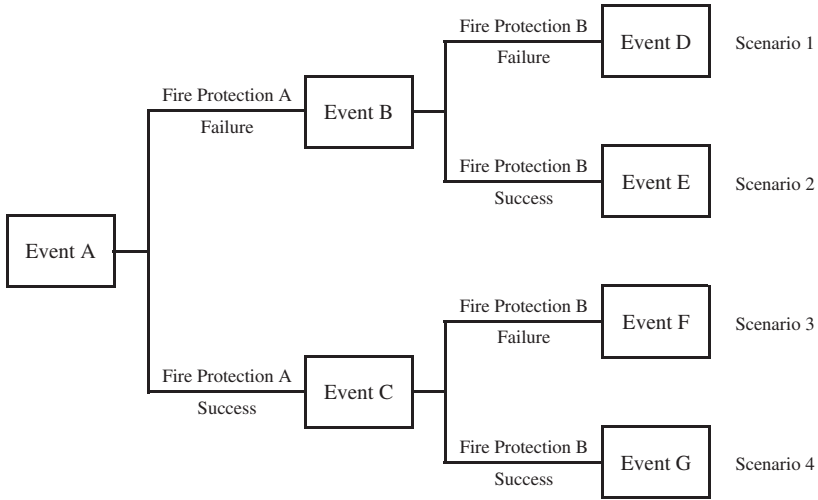 Fire Protection B
Failure
Event D
Scenario 1
Fire Protection A
Failure
Event B
Fire Protection B
Success
Event E
Scenario 2
Event A
Fire Protection B
Failure
Event F
Scenario 3
Fire Protection A
Success
Event C
Fire Protection B
Success
Event G
Scenario 4